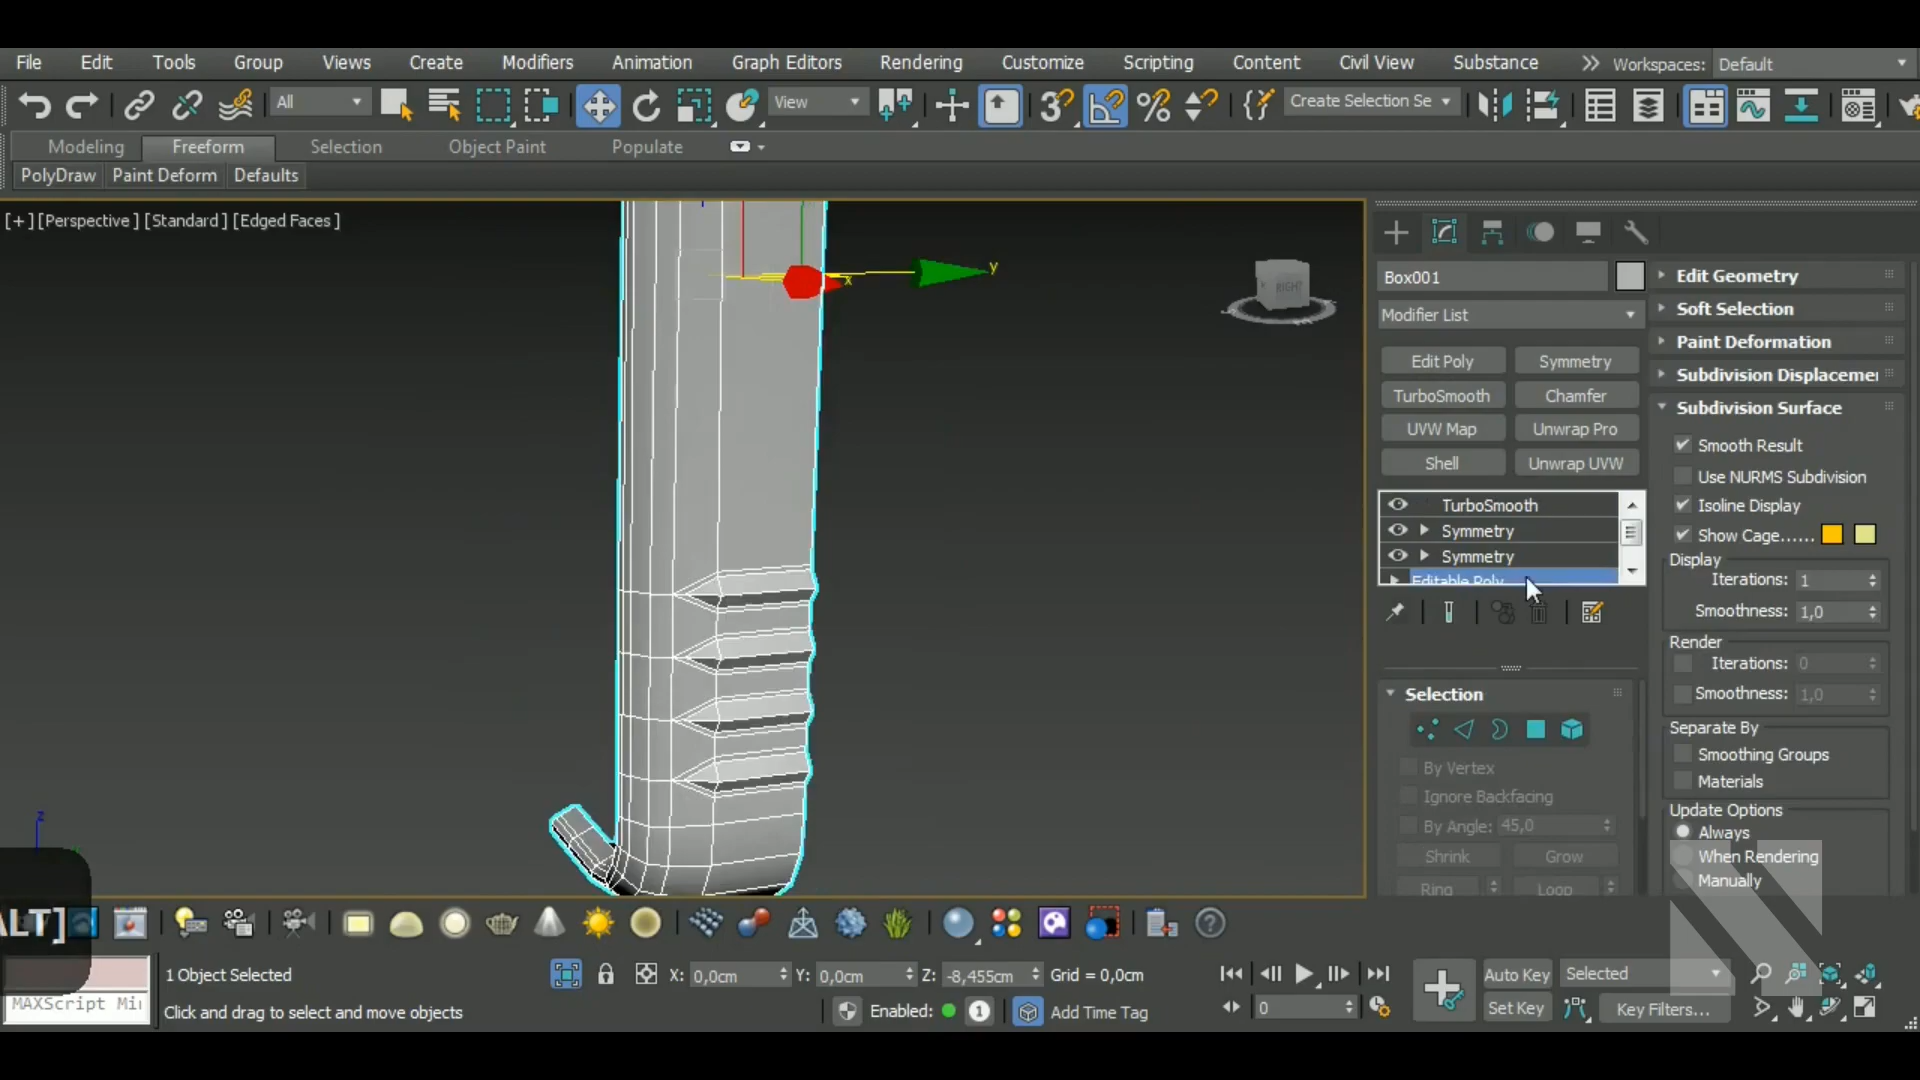 File Edit Tools Group Views Create Modifiers Animation Graph Editors Rendering Customize Scripting Content Civil View Substance Workspaces: Default
All View 3 Create Selection Se
Modeling Freeform Selection Object Paint Populate
PolyDraw Paint Deform Defaults
[+] [Perspective] [Standard] [Edged Faces]
y
x
RIGHT
z
Box001
Modifier List
Edit Poly Symmetry
TurboSmooth Chamfer
UVW Map Unwrap Pro
Shell Unwrap UVW
TurboSmooth
Symmetry
Symmetry
Editable Poly
Selection
By Vertex
Ignore Backfacing
By Angle: 45,0
Shrink Grow
Ring Loop
Edit Geometry
Soft Selection
Paint Deformation
Subdivision Displaceme
Subdivision Surface
Smooth Result
Use NURMS Subdivision
Isoline Display
Show Cage......
Display
Iterations: 1
Smoothness: 1,0
Render
Iterations: 0
Smoothness: 1,0
Separate By
Smoothing Groups
Materials
Update Options
Always
When Rendering
Manually
ALT]
MAXScript Mi
1 Object Selected X: 0,0cm Y: 0,0cm Z: -8,455cm Grid = 0,0cm
Click and drag to select and move objects Enabled: 1 Add Time Tag
0
Auto Key Selected
Set Key Key Filters...